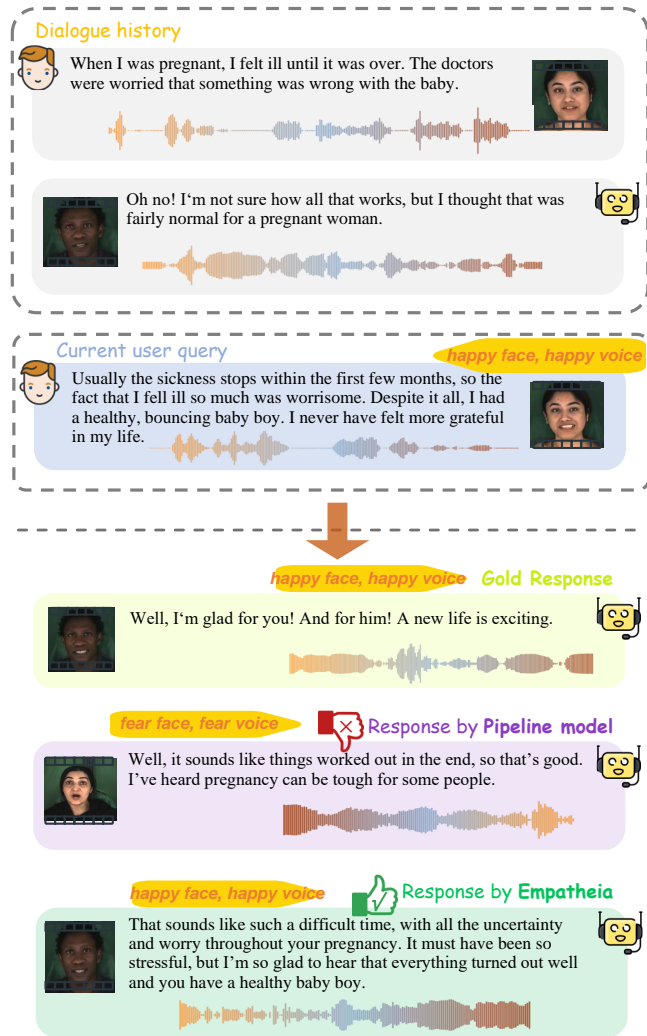 Dialogue history
When I was pregnant, I felt ill until it was over. The doctors
were worried that something was wrong with the baby.
Oh no! I‘m not sure how all that works, but I thought that was
fairly normal for a pregnant woman.
Current user query
happy face, happy voice
Usually the sickness stops within the first few months, so the
fact that I fell ill so much was worrisome. Despite it all, I had
a healthy, bouncing baby boy. I never have felt more grateful
in my life.
happy face, happy voice Gold Response
Well, I‘m glad for you! And for him! A new life is exciting.
fear face, fear voice Response by Pipeline model
Well, it sounds like things worked out in the end, so that’s good.
I’ve heard pregnancy can be tough for some people.
happy face, happy voice Response by Empatheia
That sounds like such a difficult time, with all the uncertainty
and worry throughout your pregnancy. It must have been so
stressful, but I’m so glad to hear that everything turned out well
and you have a healthy baby boy.